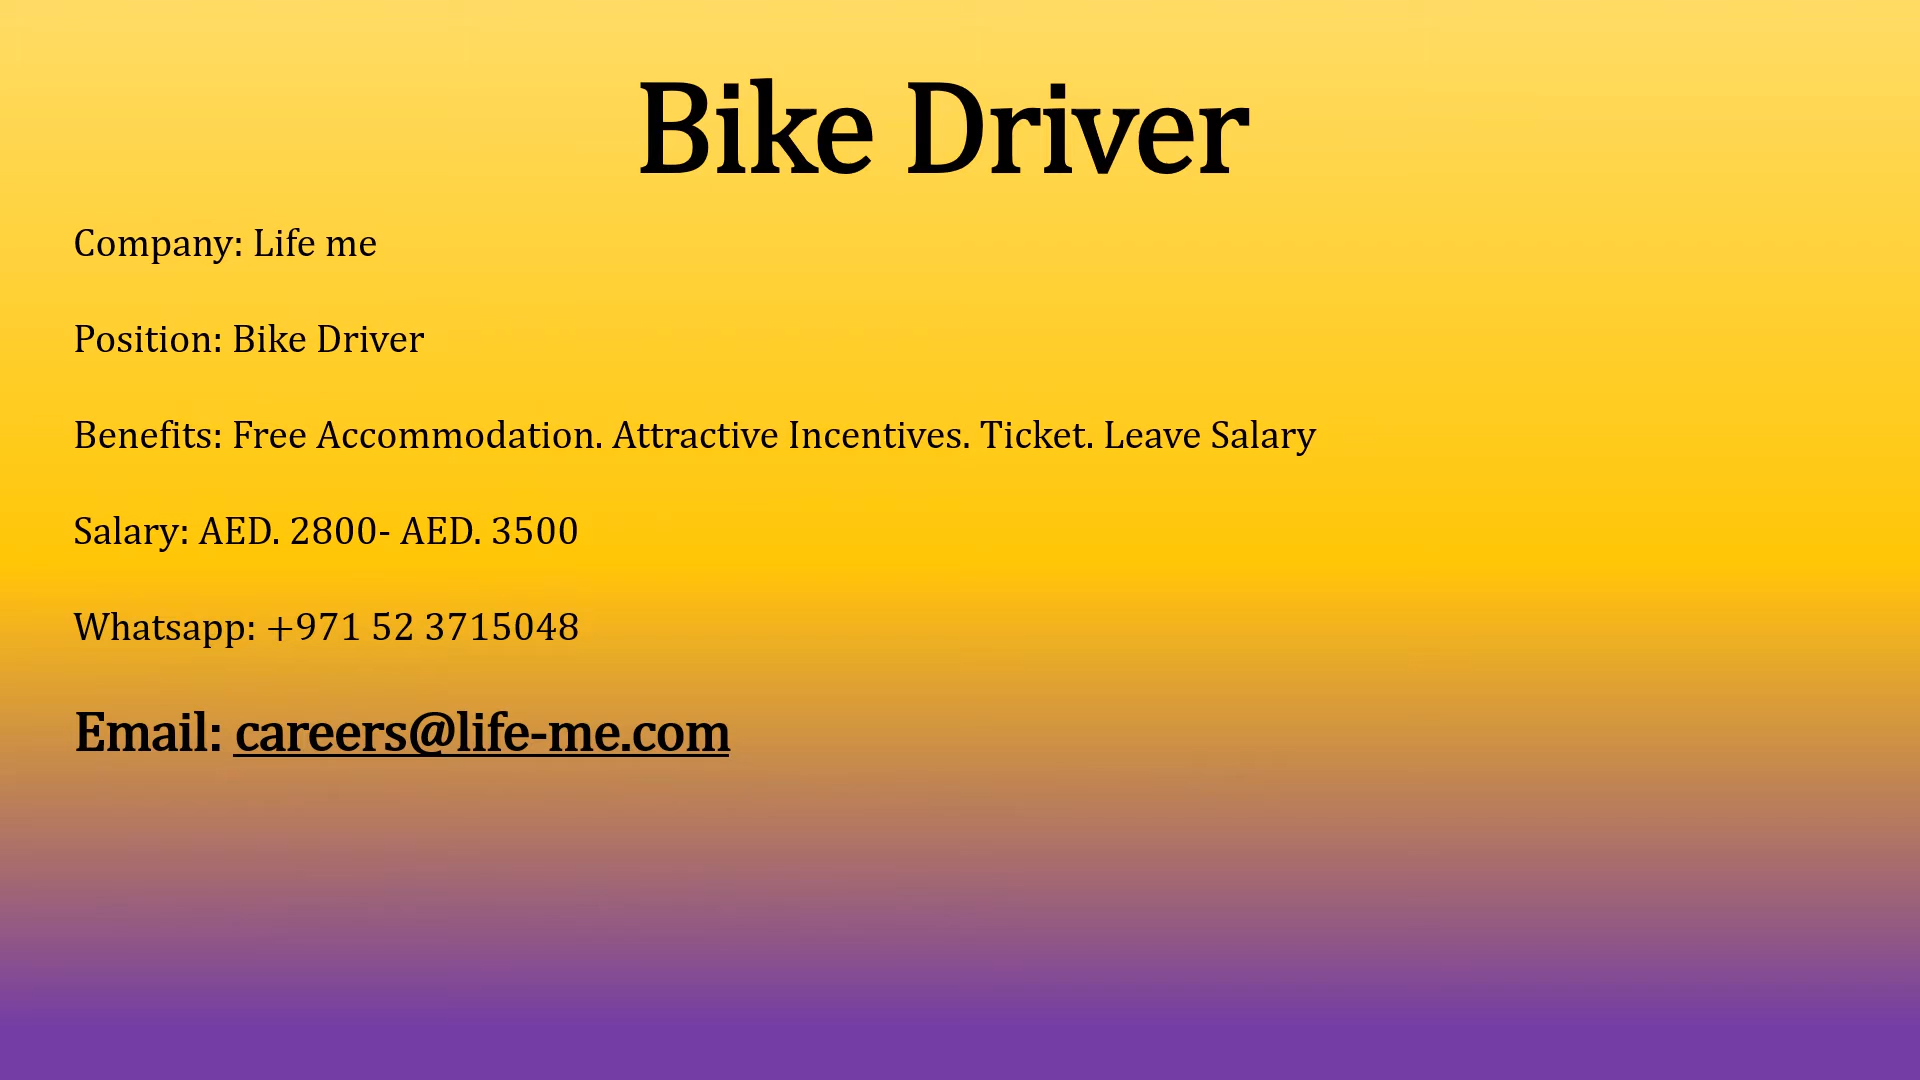 Bike Driver
Company: Life me
Position: Bike Driver
Benefits: Free Accommodation. Attractive Incentives. Ticket. Leave Salary
Salary: AED. 2800- AED. 3500
Whatsapp: +971 52 3715048
Email: careers@life-me.com